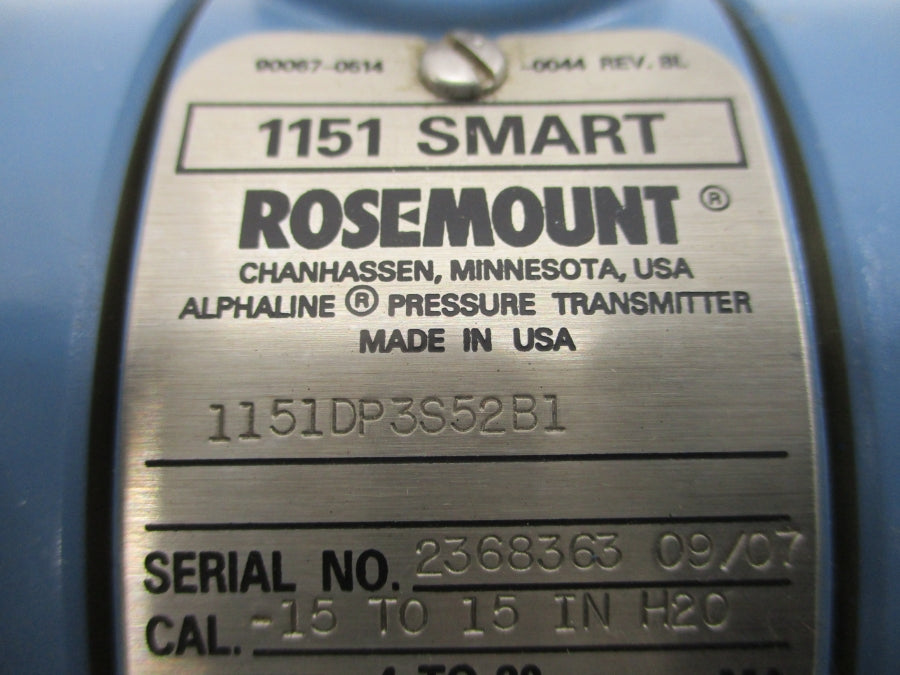 90067-0614 -0044 REV. BL
1151 SMART
ROSEMOUNT ®
CHANHASSEN, MINNESOTA, USA
ALPHALINE ® PRESSURE TRANSMITTER
MADE IN USA
1151DP3S52B1
SERIAL NO. 2368363 09/07
CAL. -15 TO 15 IN H2O